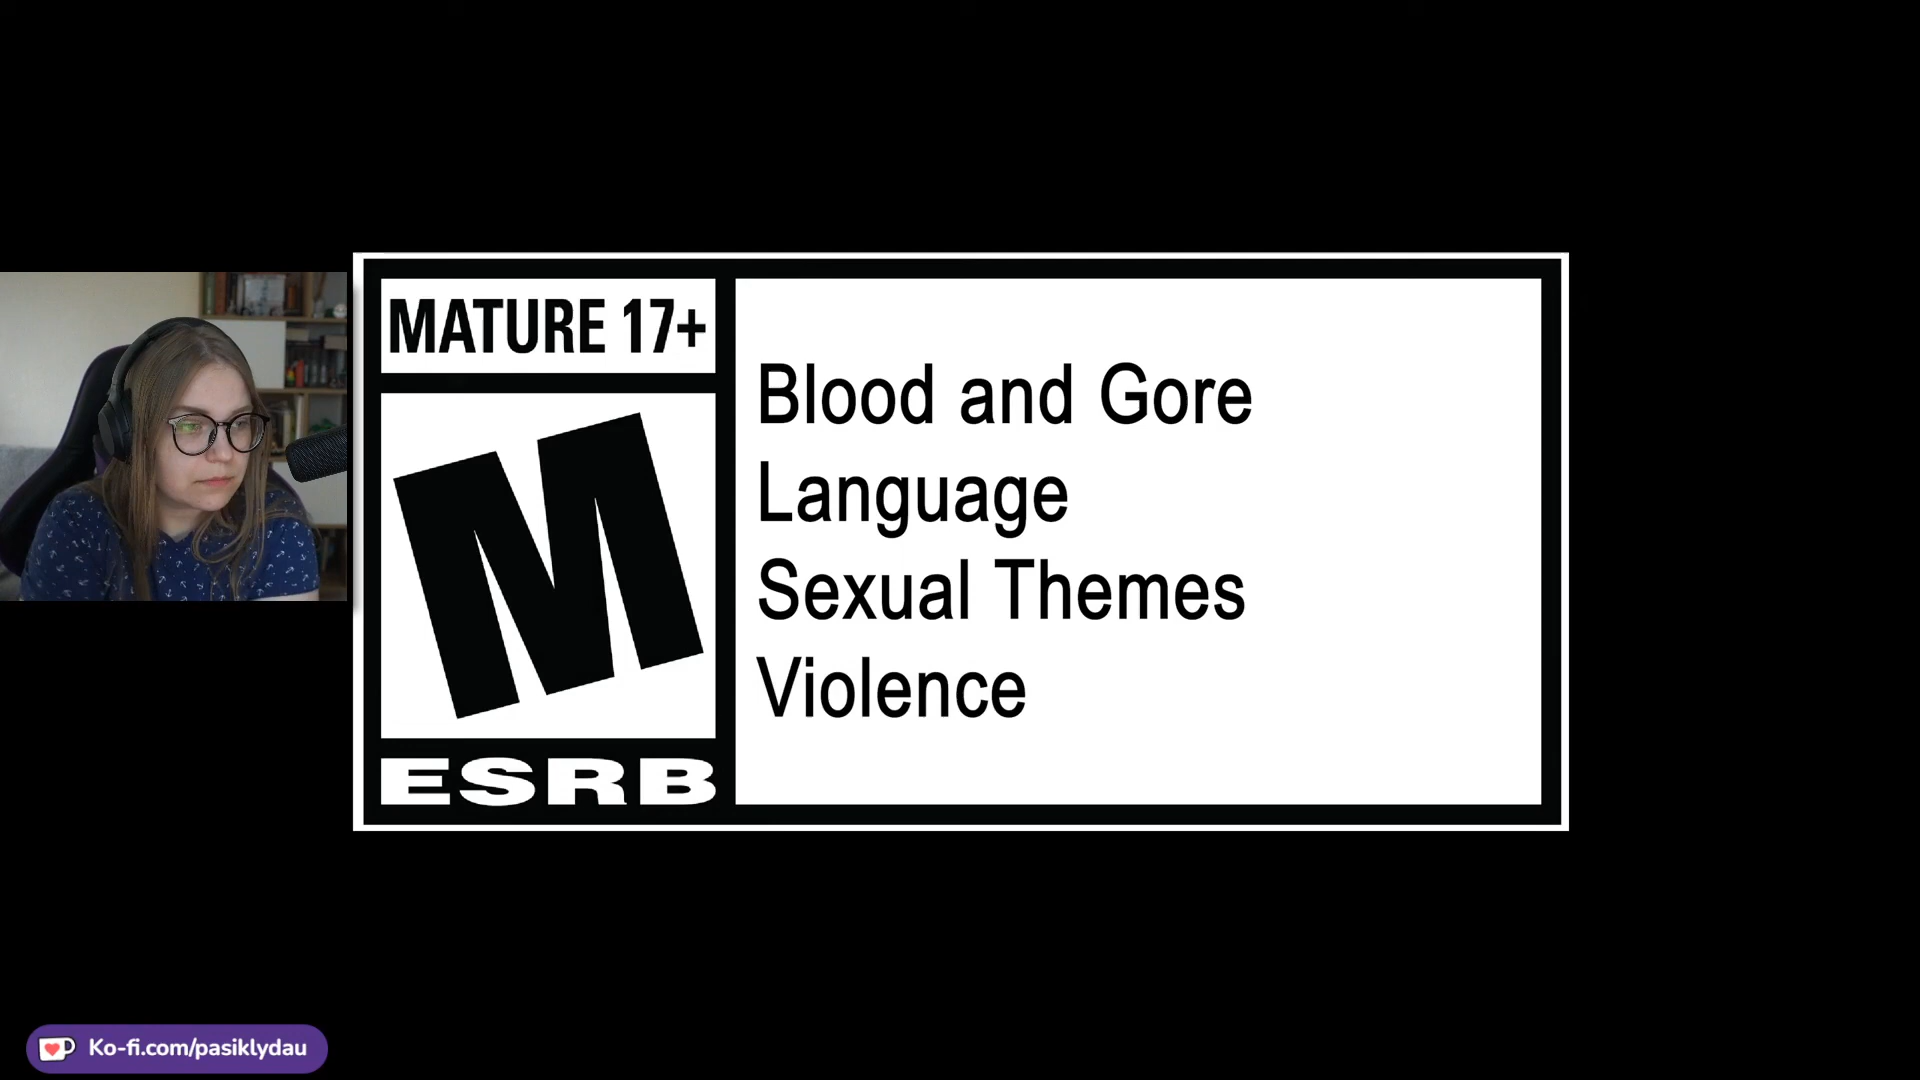 MATURE 17+
M
ESRB
Blood and Gore
Language
Sexual Themes
Violence
Ko-fi.com/pasiklydau